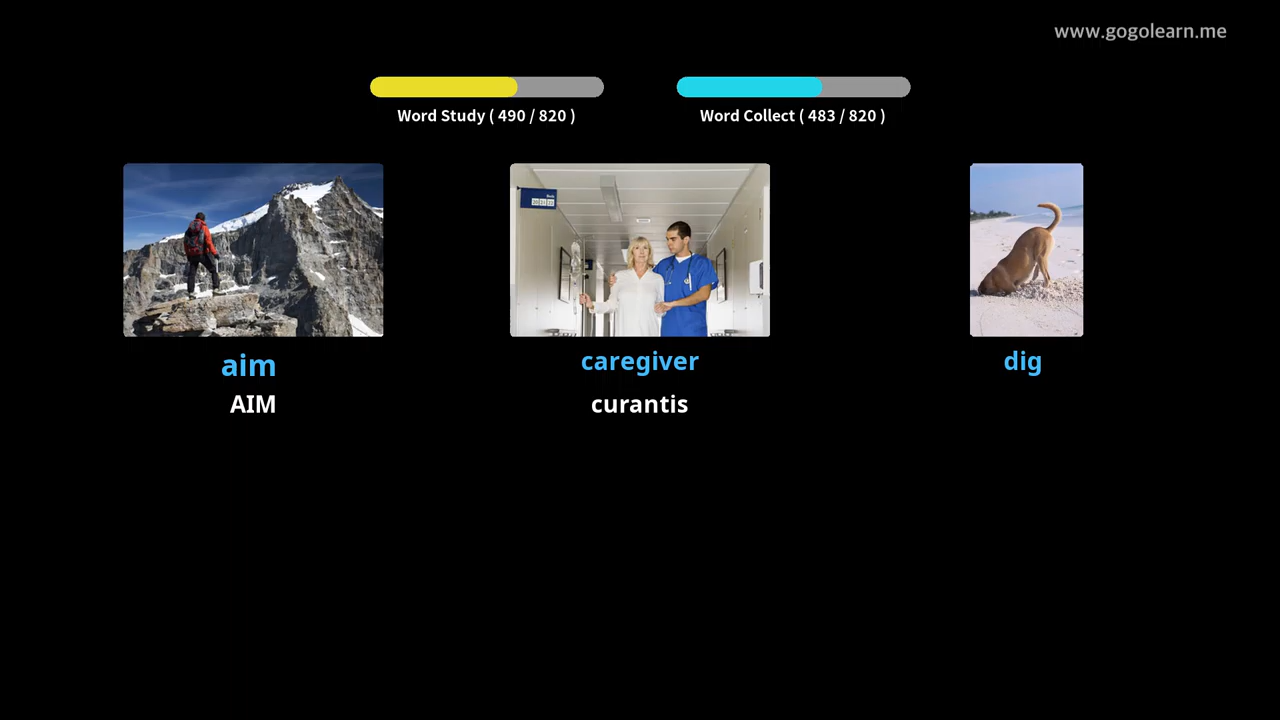 www.gogolearn.me
Word Study ( 490 / 820 )
Word Collect ( 483 / 820 )
aim
caregiver
dig
AIM
curantis